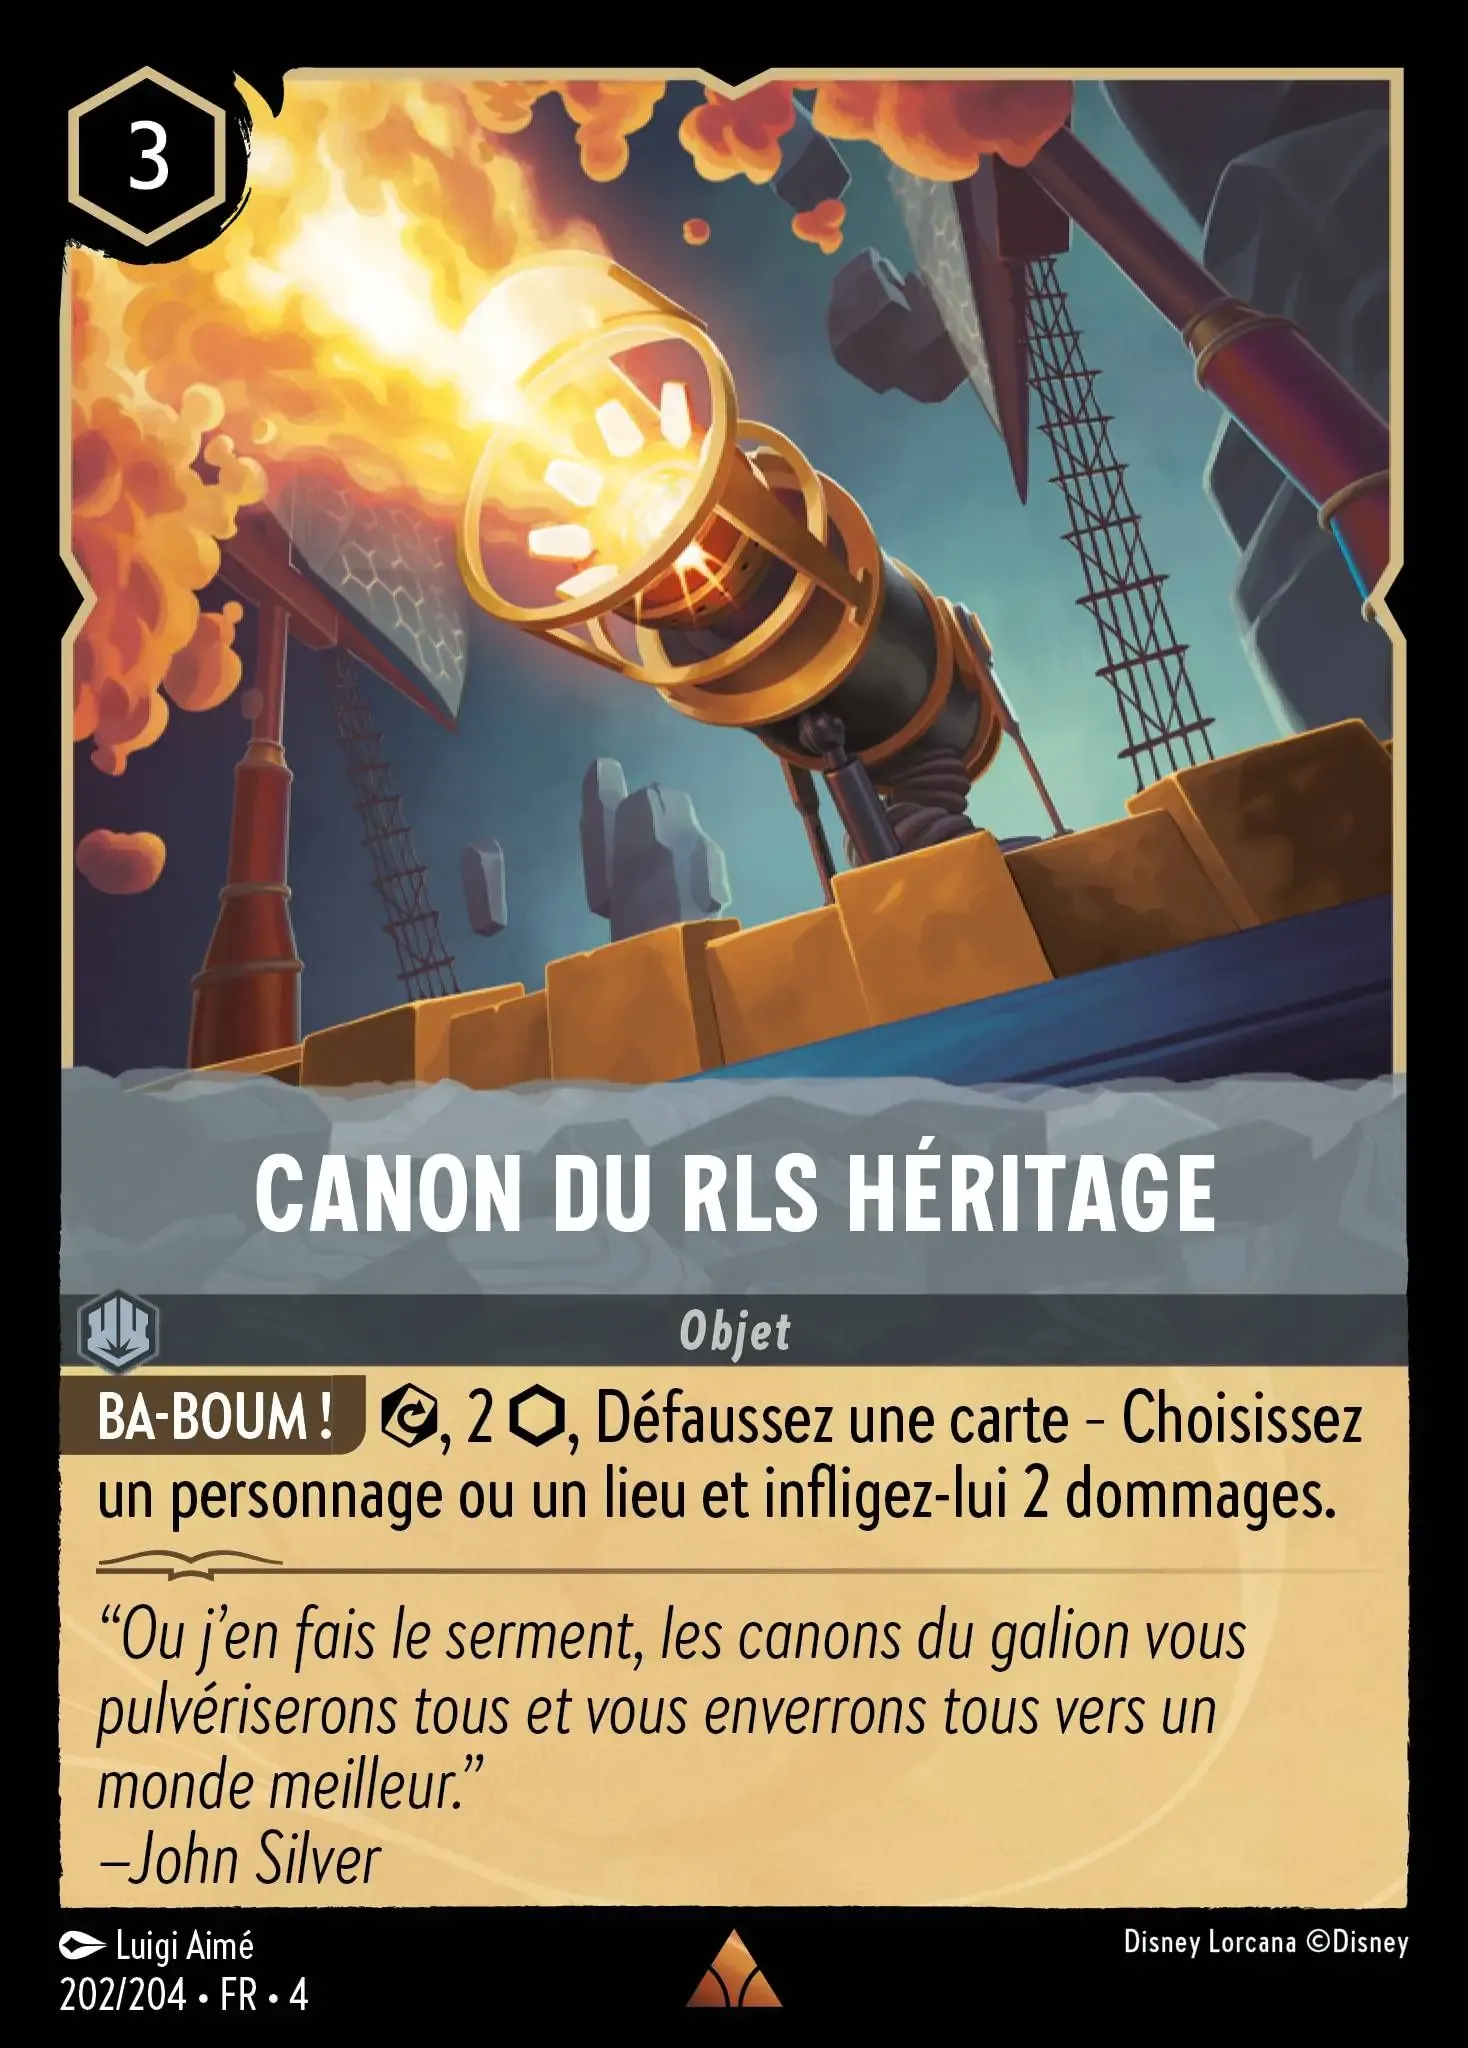 3
CANON DU RLS HÉRITAGE
Objet
BA-BOUM ! , 2 , Défaussez une carte – Choisissez
un personnage ou un lieu et infligez-lui 2 dommages.
“Ou j’en fais le serment, les canons du galion vous
pulvériserons tous et vous enverrons tous vers un
monde meilleur.”
–John Silver
Luigi Aimé
Disney Lorcana ©Disney
202/204 • FR • 4